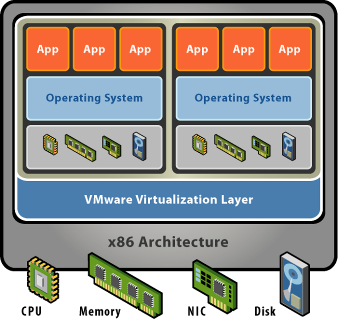 App App App App App App
Operating System Operating System
VMware Virtualization Layer
x86 Architecture
CPU Memory NIC Disk